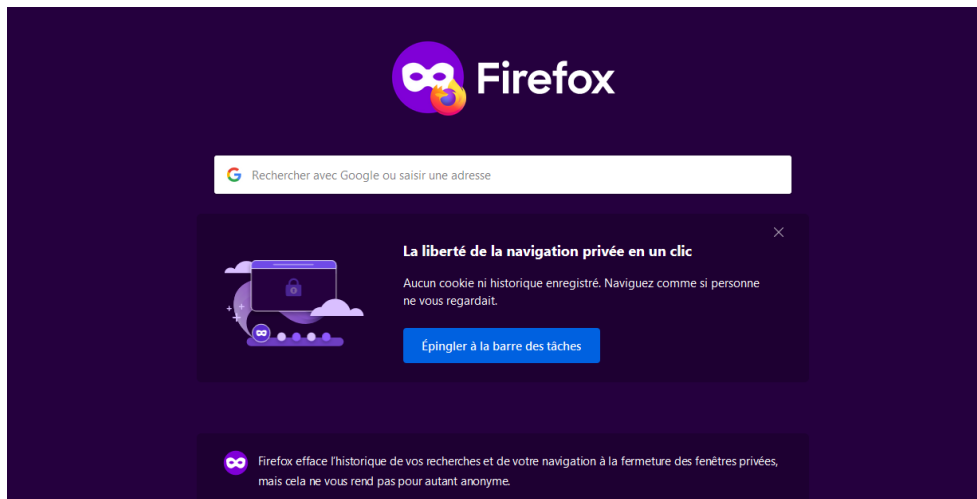 Firefox
Rechercher avec Google ou saisir une adresse
La liberté de la navigation privée en un clic
Aucun cookie ni historique enregistré. Naviguez comme si personne
ne vous regardait.
Épingler à la barre des tâches
Firefox efface l’historique de vos recherches et de votre navigation à la fermeture des fenêtres privées,
mais cela ne vous rend pas pour autant anonyme.